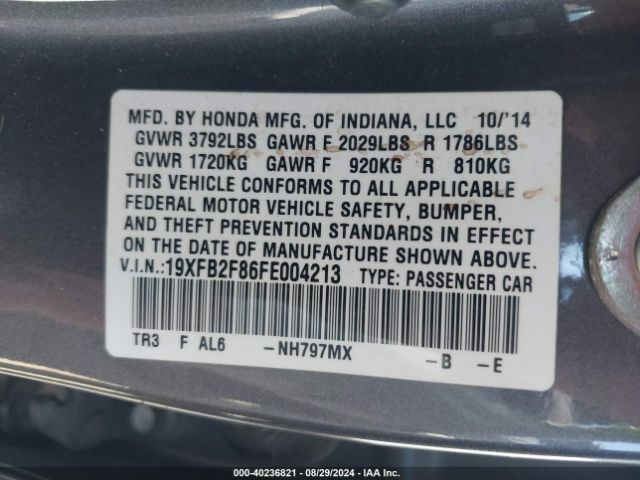 MFD. BY HONDA MFG. OF INDIANA, LLC 10/'14
GVWR 3792LBS GAWR F 2029LBS R 1786LBS
GVWR 1720KG GAWR F 920KG R 810KG
THIS VEHICLE CONFORMS TO ALL APPLICABLE
FEDERAL MOTOR VEHICLE SAFETY, BUMPER,
AND THEFT PREVENTION STANDARDS IN EFFECT
ON THE DATE OF MANUFACTURE SHOWN ABOVE.
V.I.N.:19XFB2F86FE004213 TYPE: PASSENGER CAR
TR3 F AL6 -NH797MX -B -E
000-40236821 / 08/29/2024 / IAA Inc.